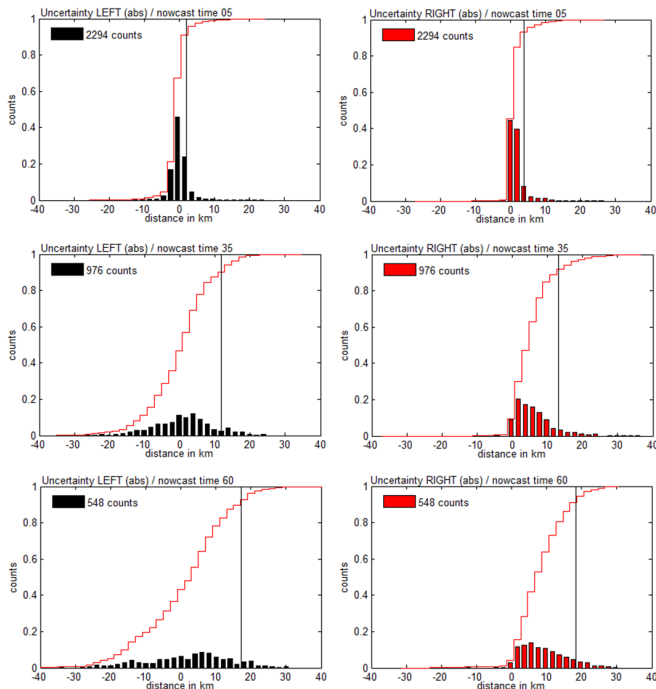 Uncertainty LEFT (abs) / nowcast time 05
2294 counts
counts
1
0.8
0.6
0.4
0.2
0
-40 -30 -20 -10 0 10 20 30 40
distance in km
Uncertainty RIGHT (abs) / nowcast time 05
2294 counts
counts
1
0.8
0.6
0.4
0.2
0
-40 -30 -20 -10 0 10 20 30 40
distance in km
Uncertainty LEFT (abs) / nowcast time 35
976 counts
counts
1
0.8
0.6
0.4
0.2
0
-40 -30 -20 -10 0 10 20 30 40
distance in km
Uncertainty RIGHT (abs) / nowcast time 35
976 counts
counts
1
0.8
0.6
0.4
0.2
0
-40 -30 -20 -10 0 10 20 30 40
distance in km
Uncertainty LEFT (abs) / nowcast time 60
548 counts
counts
1
0.8
0.6
0.4
0.2
0
-40 -30 -20 -10 0 10 20 30 40
distance in km
Uncertainty RIGHT (abs) / nowcast time 60
548 counts
counts
1
0.8
0.6
0.4
0.2
0
-40 -30 -20 -10 0 10 20 30 40
distance in km